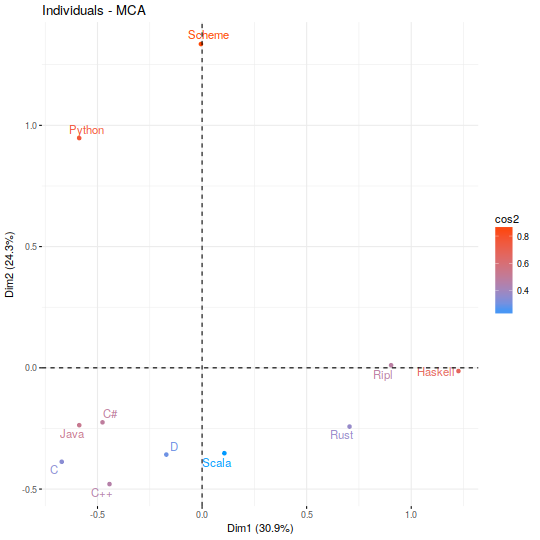 Individuals - MCA
Scheme
Python
1.0
0.5
0.0
-0.5
Dim2 (24.3%)
Ripl
Haskell
C#
Java
Rust
D
C
Scala
C++
-0.5
0.0
0.5
1.0
Dim1 (30.9%)
cos2
0.8
0.6
0.4